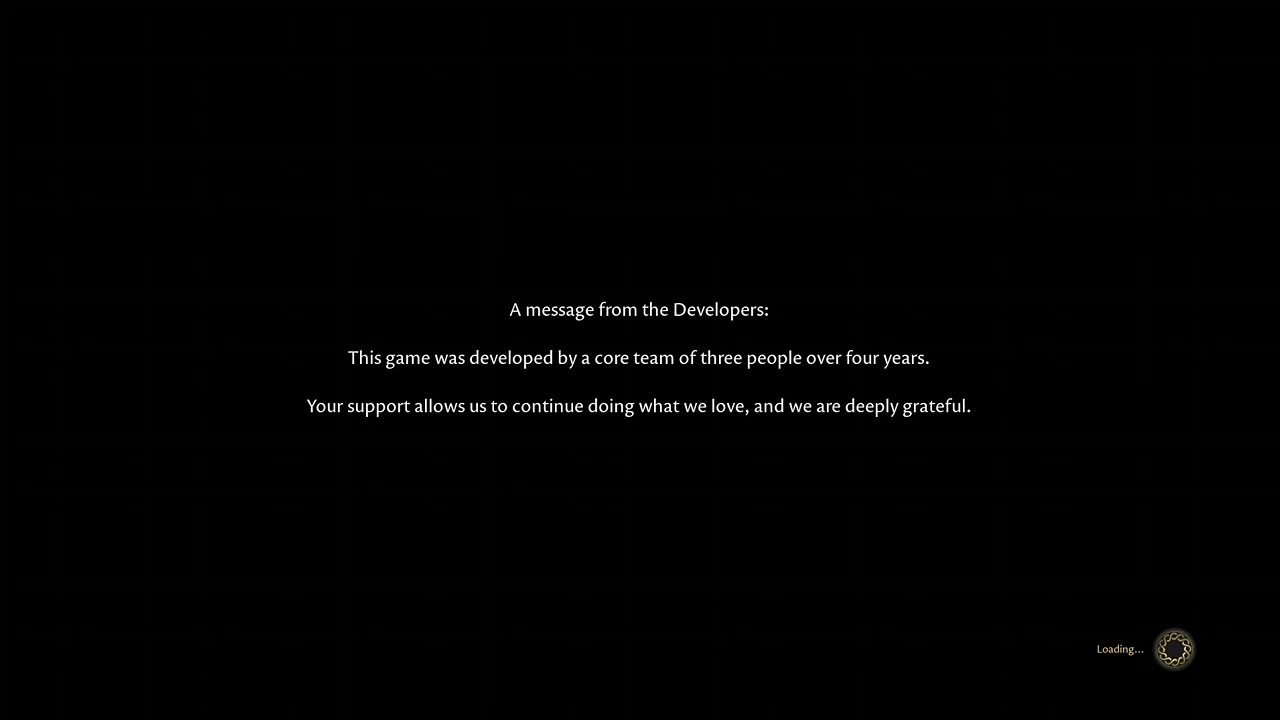 A message from the Developers:
This game was developed by a core team of three people over four years.
Your support allows us to continue doing what we love, and we are deeply grateful.
Loading...